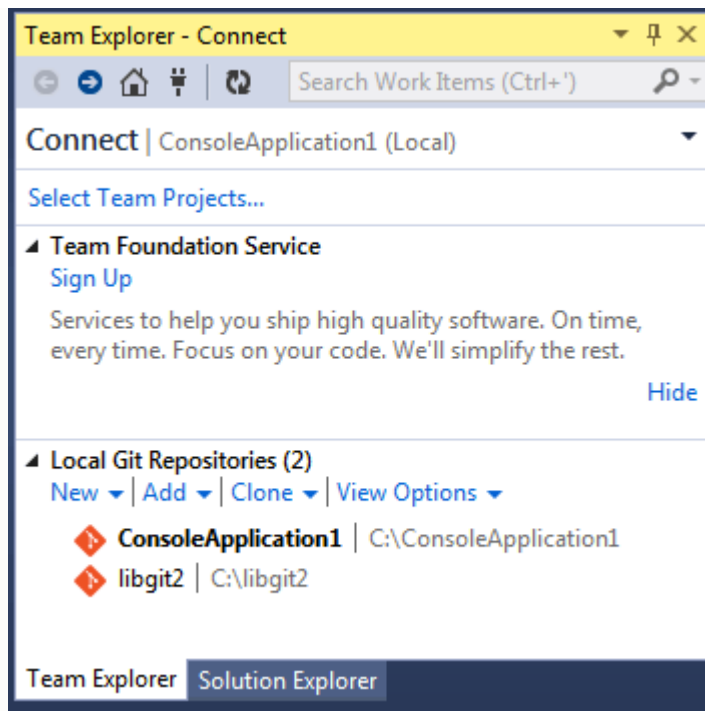 Team Explorer - Connect
Search Work Items (Ctrl+')
Connect | ConsoleApplication1 (Local)
Select Team Projects...
Team Foundation Service
Sign Up
Services to help you ship high quality software. On time,
every time. Focus on your code. We'll simplify the rest.
Hide
Local Git Repositories (2)
New | Add | Clone | View Options
ConsoleApplication1 | C:\ConsoleApplication1
libgit2 | C:\libgit2
Team Explorer Solution Explorer